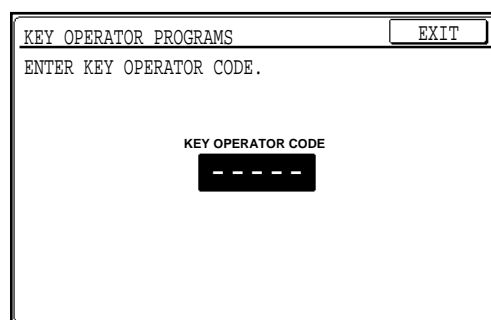 KEY OPERATOR PROGRAMS EXIT
ENTER KEY OPERATOR CODE.
KEY OPERATOR CODE
- - - - -